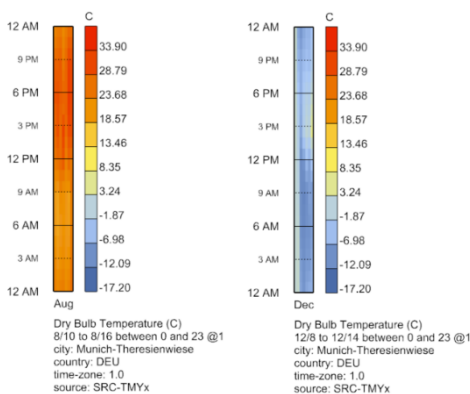 12 AM
9 PM
6 PM
3 PM
12 PM
9 AM
6 AM
3 AM
12 AM
Aug
C
33.90
28.79
23.68
18.57
13.46
8.35
3.24
-1.87
-6.98
-12.09
-17.20
Dry Bulb Temperature (C)
8/10 to 8/16 between 0 and 23 @1
city: Munich-Theresienwiese
country: DEU
time-zone: 1.0
source: SRC-TMYx
12 AM
9 PM
6 PM
3 PM
12 PM
9 AM
6 AM
3 AM
12 AM
Dec
C
33.90
28.79
23.68
18.57
13.46
8.35
3.24
-1.87
-6.98
-12.09
-17.20
Dry Bulb Temperature (C)
12/8 to 12/14 between 0 and 23 @1
city: Munich-Theresienwiese
country: DEU
time-zone: 1.0
source: SRC-TMYx